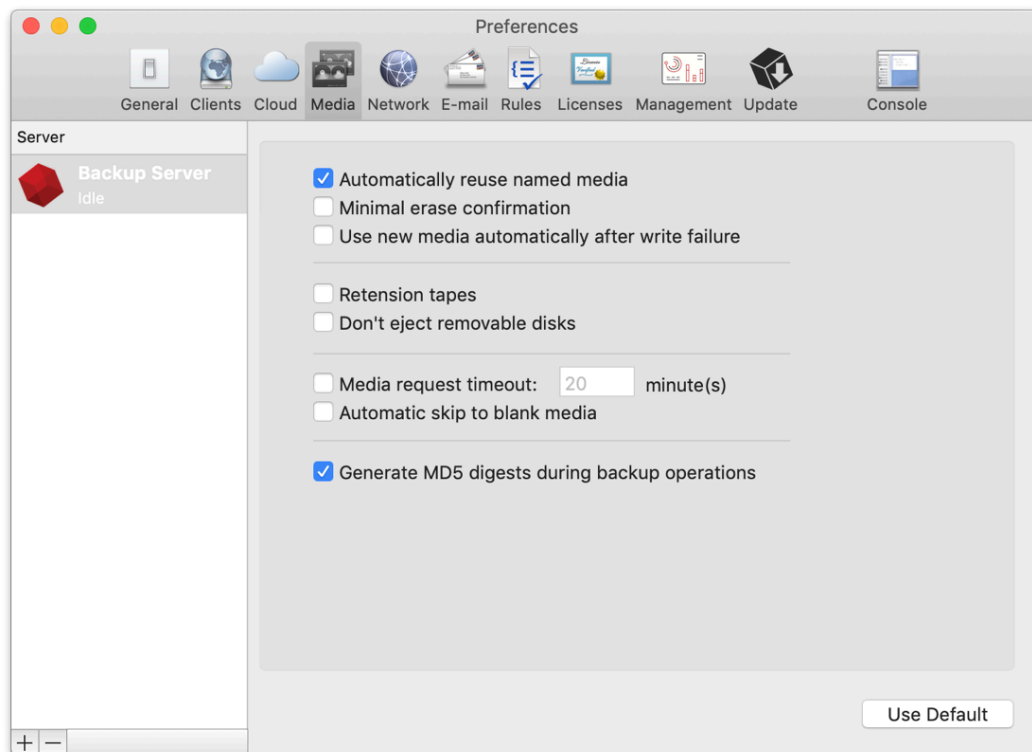 Preferences
General Clients Cloud Media Network E-mail Rules Licenses Management Update Console
Server
Backup Server
Idle
Automatically reuse named media
Minimal erase confirmation
Use new media automatically after write failure
Retension tapes
Don't eject removable disks
Media request timeout: 20 minute(s)
Automatic skip to blank media
Generate MD5 digests during backup operations
Use Default